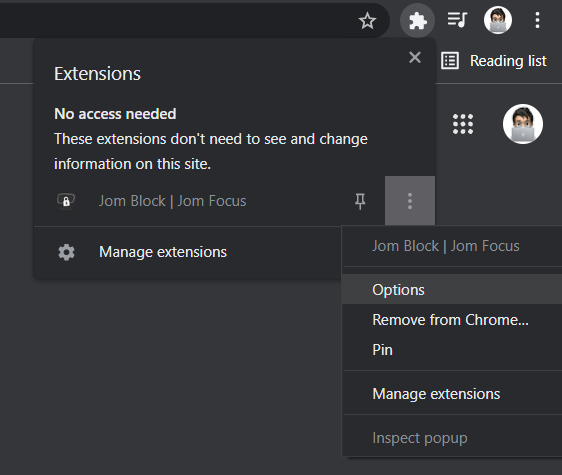 Reading list
Extensions
No access needed
These extensions don't need to see and change
information on this site.
Jom Block | Jom Focus
Manage extensions
Jom Block | Jom Focus
Options
Remove from Chrome...
Pin
Manage extensions
Inspect popup